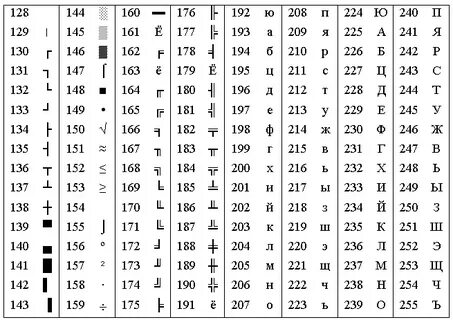 128 144 ░ 160 ═ 176 ╟ 192 ю 208 п 224 Ю 240 П
129 │ 145 ▒ 161 Ё 177 ╠ 193 а 209 я 225 А 241 Я
130 ┌ 146 ▓ 162 ╒ 178 ╡ 194 б 210 р 226 Б 242 Р
131 ┐ 147 ⌠ 163 ё 179 Ё 195 ц 211 с 227 Ц 243 С
132 └ 148 ■ 164 ╓ 180 ╢ 196 д 212 т 228 Д 244 Т
133 ┘ 149 • 165 ╔ 181 ╣ 197 е 213 у 229 Е 245 У
134 ├ 150 √ 166 ╕ 182 ╤ 198 ф 214 ж 230 Ф 246 Ж
135 ┤ 151 ≈ 167 ╖ 183 ╥ 199 г 215 в 231 Г 247 В
136 ┬ 152 ≤ 168 ╗ 184 ╦ 200 х 216 ь 232 Х 248 Ь
137 ┴ 153 ≥ 169 ╘ 185 ╧ 201 и 217 ы 233 И 249 Ы
138 ┼ 154 170 ╙ 186 ╨ 202 й 218 з 234 Й 250 З
139 ▀ 155 ⌡ 171 ╚ 187 ╩ 203 к 219 ш 235 К 251 Ш
140 ▄ 156 ° 172 ╛ 188 ╪ 204 л 220 э 236 Л 252 Э
141 █ 157 ² 173 ╜ 189 ╫ 205 м 221 щ 237 М 253 Щ
142 ▌ 158 · 174 ╝ 190 ╬ 206 н 222 ч 238 Н 254 Ч
143 ▐ 159 ÷ 175 ╞ 191 ё 207 о 223 ъ 239 О 255 Ъ